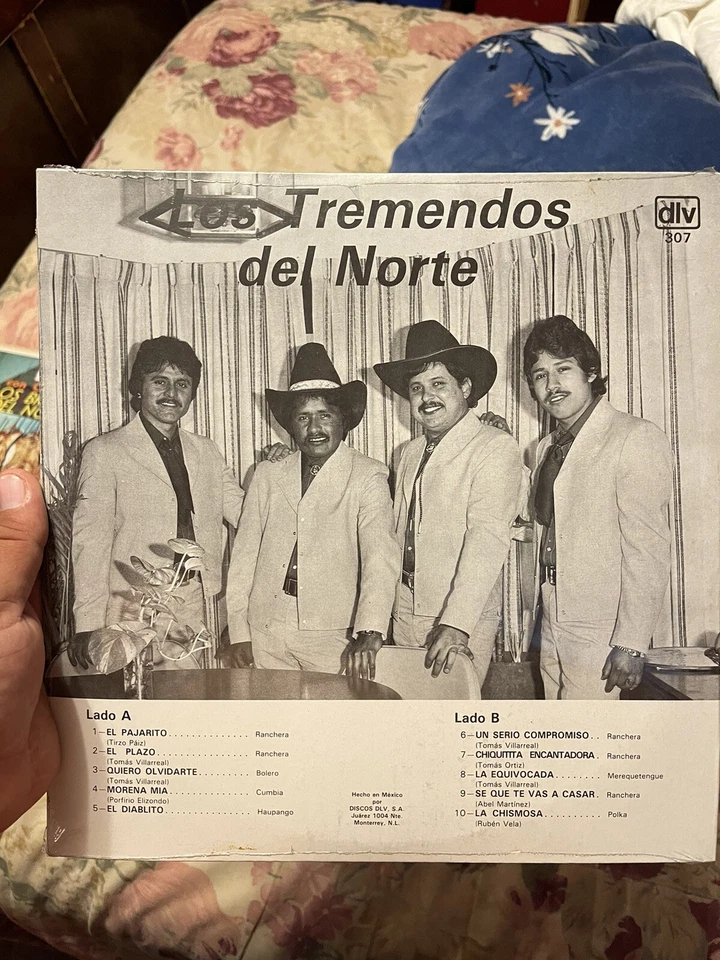 Los Tremendos
del Norte
dlv
307
Lado A
1—EL PAJARITO.............. Ranchera
(Tirzo Páiz)
2—EL PLAZO................ Ranchera
(Tomás Villarreal)
3—QUIERO OLVIDARTE........ Bolero
(Tomás Villarreal)
4—MORENA MIA.............. Cumbia
(Porfirio Elizondo)
5—EL DIABLITO............. Haupango
Hecho en México
por
DISCOS DLV, S.A.
Juárez 1004 Nte.
Monterrey, N.L.
Lado B
6—UN SERIO COMPROMISO.. Ranchera
(Tomás Villarreal)
7—CHIQUITITA ENCANTADORA. Ranchera
(Tomás Ortiz)
8—LA EQUIVOCADA........ Merequetengue
(Tomás Villarreal)
9—SE QUE TE VAS A CASAR. Ranchera
(Abel Martínez)
10—LA CHISMOSA.......... Polka
(Rubén Vela)